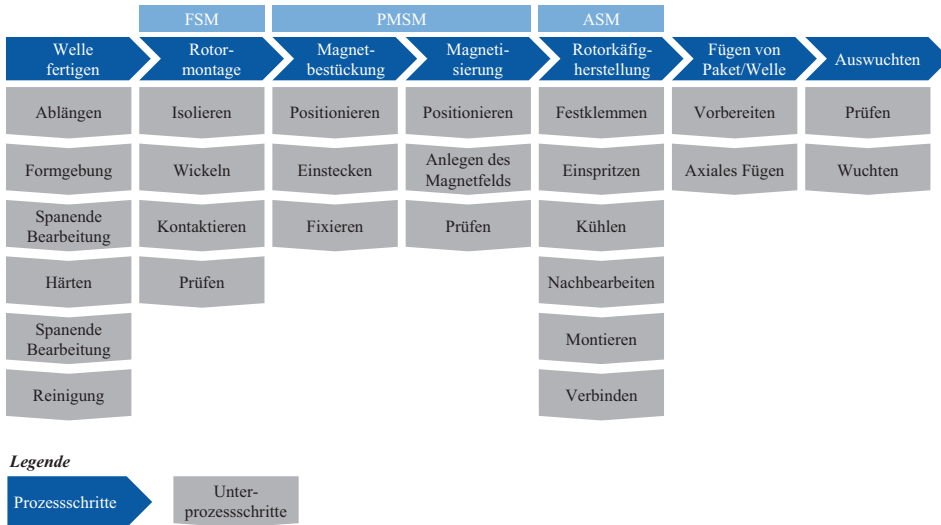 FSM
PMSM
ASM
Welle
fertigen
Rotor-
montage
Magnet-
bestückung
Magneti-
sierung
Rotorkäfig-
herstellung
Fügen von
Paket/Welle
Auswuchten
Ablängen
Isolieren
Positionieren
Positionieren
Festklemmen
Vorbereiten
Prüfen
Formgebung
Wickeln
Einstecken
Anlegen des
Magnetfelds
Einspritzen
Axiales Fügen
Wuchten
Spanende
Bearbeitung
Kontaktieren
Fixieren
Prüfen
Kühlen
Härten
Prüfen
Nachbearbeiten
Spanende
Bearbeitung
Montieren
Reinigung
Verbinden
Legende
Prozessschritte
Unter-
prozessschritte